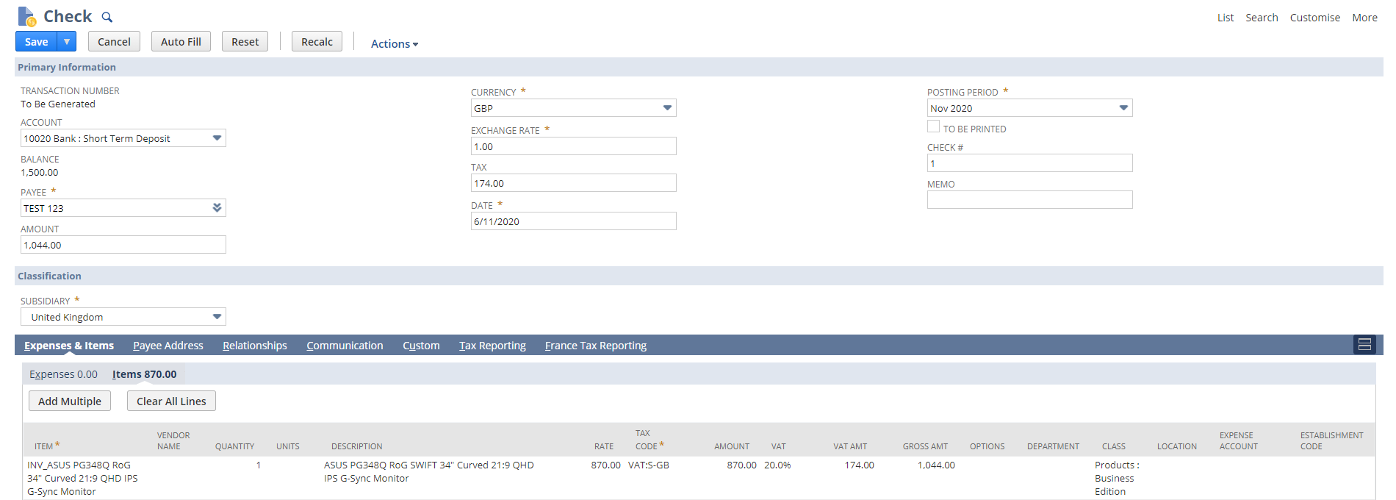 Check
List Search Customise More
Save Cancel Auto Fill Reset Recalc Actions
Primary Information
TRANSACTION NUMBER
To Be Generated
ACCOUNT
10020 Bank : Short Term Deposit
BALANCE
1,500.00
PAYEE *
TEST 123
AMOUNT
1,044.00
CURRENCY *
GBP
EXCHANGE RATE *
1.00
TAX
174.00
DATE *
6/11/2020
POSTING PERIOD *
Nov 2020
TO BE PRINTED
CHECK #
1
MEMO
Classification
SUBSIDIARY *
United Kingdom
Expenses & Items Payee Address Relationships Communication Custom Tax Reporting France Tax Reporting
Expenses 0.00 Items 870.00
Add Multiple Clear All Lines
ITEM * VENDOR NAME QUANTITY UNITS DESCRIPTION RATE TAX CODE * AMOUNT VAT VAT AMT GROSS AMT OPTIONS DEPARTMENT CLASS LOCATION EXPENSE ACCOUNT ESTABLISHMENT CODE
INV_ASUS PG348Q RoG 1 ASUS PG348Q RoG SWIFT 34" Curved 21:9 QHD 870.00 VAT:S-GB 870.00 20.0% 174.00 1,044.00 Products :
34" Curved 21:9 QHD IPS IPS G-Sync Monitor Business
G-Sync Monitor Edition